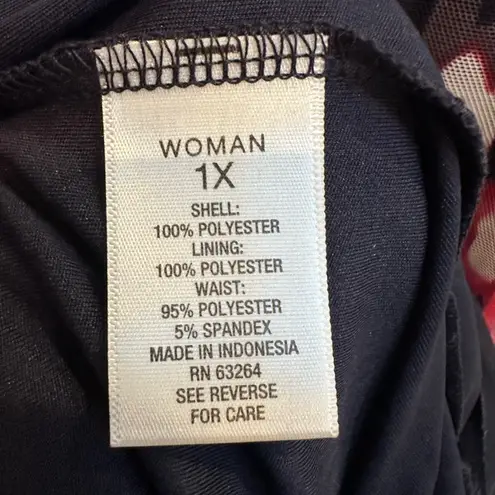 WOMAN
1X
SHELL:
100% POLYESTER
LINING:
100% POLYESTER
WAIST:
95% POLYESTER
5% SPANDEX
MADE IN INDONESIA
RN 63264
SEE REVERSE
FOR CARE